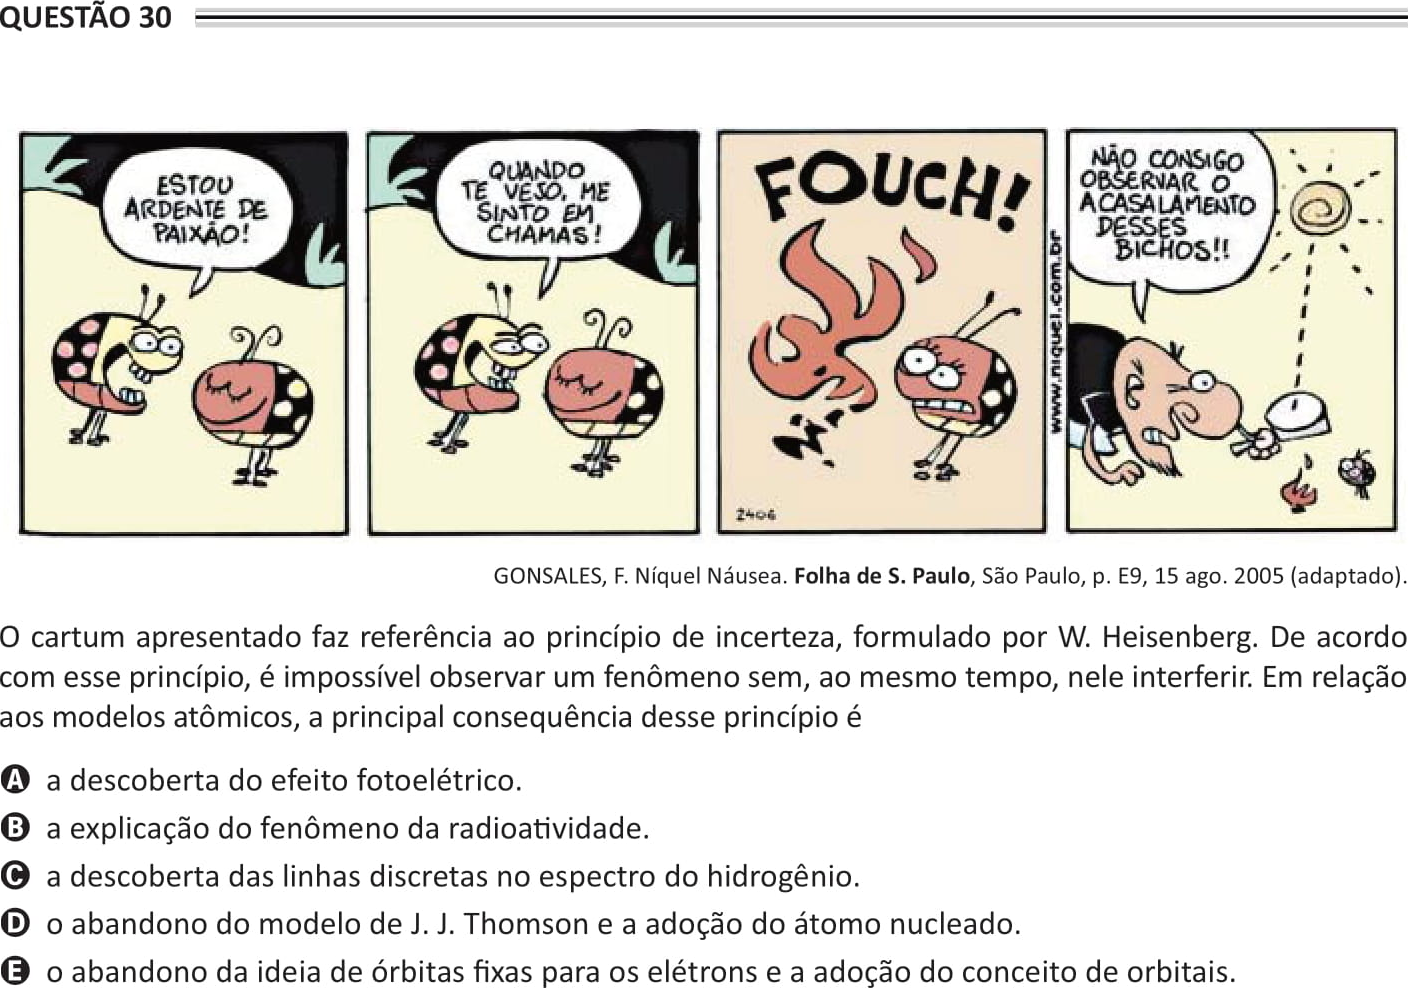 QUESTÃO 30
ESTOU
ARDENTE DE
PAIXÃO!
QUANDO
TE VEJO, ME
SINTO EM
CHAMAS!
FOUCH!
2406
NÃO CONSIGO
OBSERVAR O
ACASALAMENTO
DESSES
BICHOS!!
www.niquel.com.br
GONSALES, F. Níquel Náusea. Folha de S. Paulo, São Paulo, p. E9, 15 ago. 2005 (adaptado).
O cartum apresentado faz referência ao princípio de incerteza, formulado por W. Heisenberg. De acordo
com esse princípio, é impossível observar um fenômeno sem, ao mesmo tempo, nele interferir. Em relação
aos modelos atômicos, a principal consequência desse princípio é
A a descoberta do efeito fotoelétrico.
B a explicação do fenômeno da radioatividade.
C a descoberta das linhas discretas no espectro do hidrogênio.
D o abandono do modelo de J. J. Thomson e a adoção do átomo nucleado.
E o abandono da ideia de órbitas fixas para os elétrons e a adoção do conceito de orbitais.